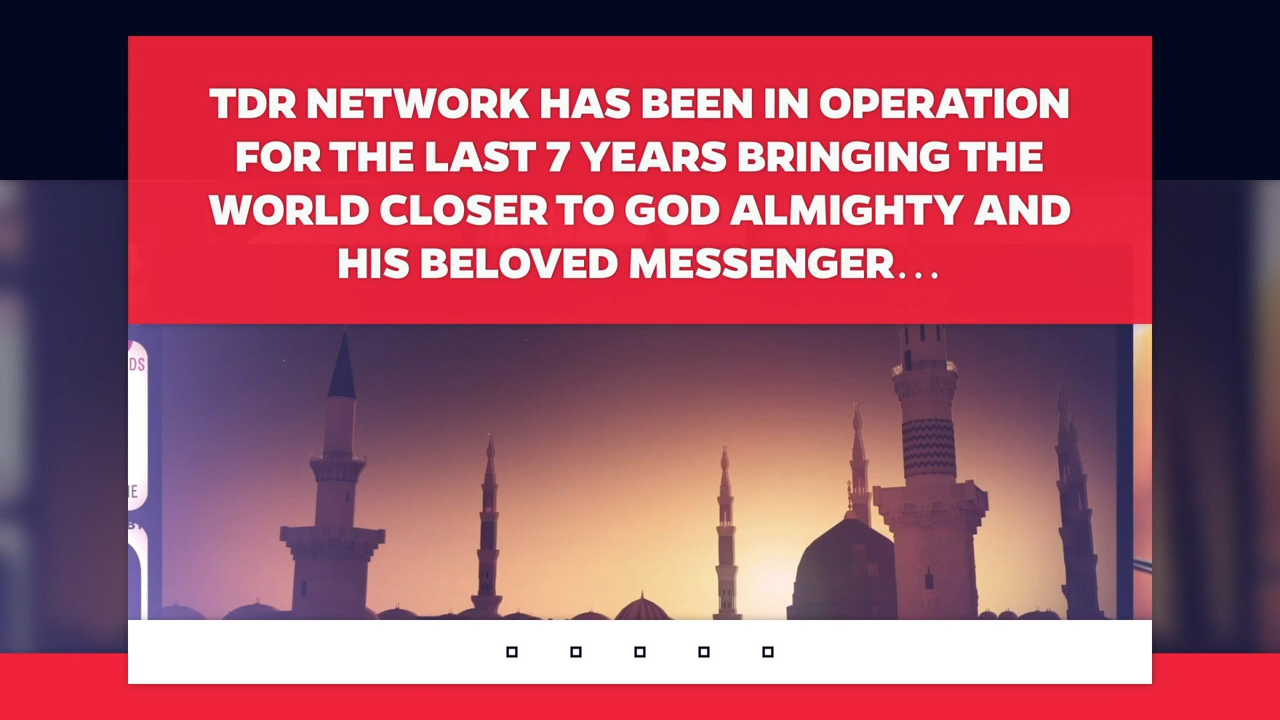 TDR NETWORK HAS BEEN IN OPERATION
FOR THE LAST 7 YEARS BRINGING THE
WORLD CLOSER TO GOD ALMIGHTY AND
HIS BELOVED MESSENGER...
DS